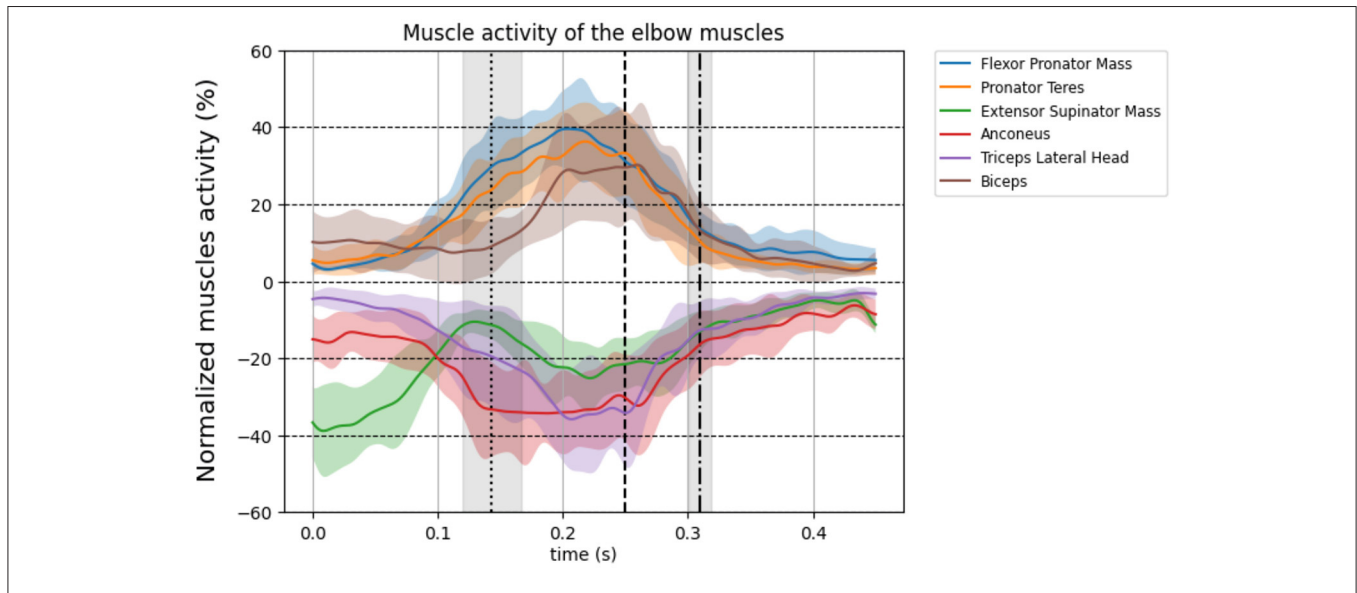 Muscle activity of the elbow muscles
Normalized muscles activity (%)
60
40
20
0
−20
−40
−60
0.0
0.1
0.2
0.3
0.4
time (s)
Flexor Pronator Mass
Pronator Teres
Extensor Supinator Mass
Anconeus
Triceps Lateral Head
Biceps